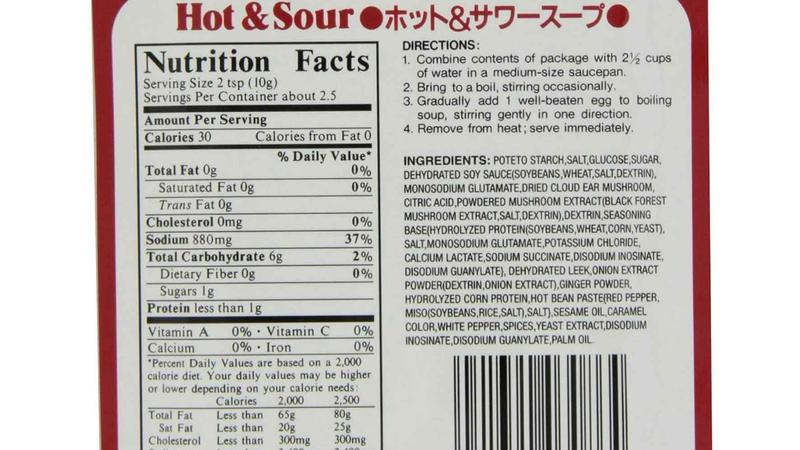 Hot & Sour ●ホット&サワースープ●
Nutrition Facts
Serving Size 2 tsp (10g)
Servings Per Container about 2.5
Amount Per Serving
Calories 30 Calories from Fat 0
% Daily Value*
Total Fat 0g 0%
Saturated Fat 0g 0%
Trans Fat 0g
Cholesterol 0mg 0%
Sodium 880mg 37%
Total Carbohydrate 6g 2%
Dietary Fiber 0g 0%
Sugars 1g
Protein less than 1g
Vitamin A 0% · Vitamin C 0%
Calcium 0% · Iron 0%
*Percent Daily Values are based on a 2,000
calorie diet. Your daily values may be higher
or lower depending on your calorie needs:
Calories 2,000 2,500
Total Fat Less than 65g 80g
Sat Fat Less than 20g 25g
Cholesterol Less than 300mg 300mg
DIRECTIONS:
1. Combine contents of package with 2½ cups
of water in a medium-size saucepan.
2. Bring to a boil, stirring occasionally.
3. Gradually add 1 well-beaten egg to boiling
soup, stirring gently in one direction.
4. Remove from heat; serve immediately.
INGREDIENTS: POTETO STARCH,SALT,GLUCOSE,SUGAR,
DEHYDRATED SOY SAUCE(SOYBEANS,WHEAT,SALT,DEXTRIN),
MONOSODIUM GLUTAMATE,DRIED CLOUD EAR MUSHROOM,
CITRIC ACID,POWDERED MUSHROOM EXTRACT(BLACK FOREST
MUSHROOM EXTRACT,SALT,DEXTRIN),DEXTRIN,SEASONING
BASE(HYDROLYZED PROTEIN(SOYBEANS,WHEAT,CORN,YEAST),
SALT,MONOSODIUM GLUTAMATE,POTASSIUM CHLORIDE,
CALCIUM LACTATE,SODIUM SUCCINATE,DISODIUM INOSINATE,
DISODIUM GUANYLATE), DEHYDRATED LEEK,ONION EXTRACT
POWDER(DEXTRIN,ONION EXTRACT),GINGER POWDER,
HYDROLYZED CORN PROTEIN,HOT BEAN PASTE(RED PEPPER,
MISO(SOYBEANS,RICE,SALT),SALT),SESAME OIL,CARAMEL
COLOR,WHITE PEPPER,SPICES,YEAST EXTRACT,DISODIUM
INOSINATE,DISODIUM GUANYLATE,PALM OIL.